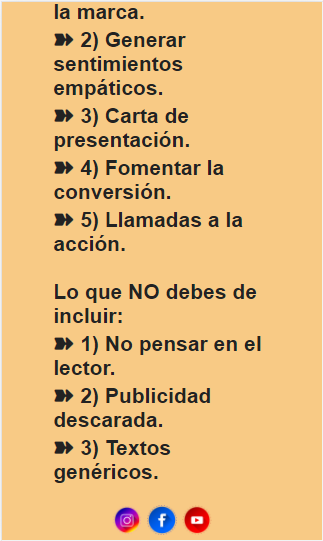 la marca.
➽ 2) Generar
sentimientos
empáticos.
➽ 3) Carta de
presentación.
➽ 4) Fomentar la
conversión.
➽ 5) Llamadas a la
acción.
Lo que NO debes de
incluir:
➽ 1) No pensar en el
lector.
➽ 2) Publicidad
descarada.
➽ 3) Textos
genéricos.